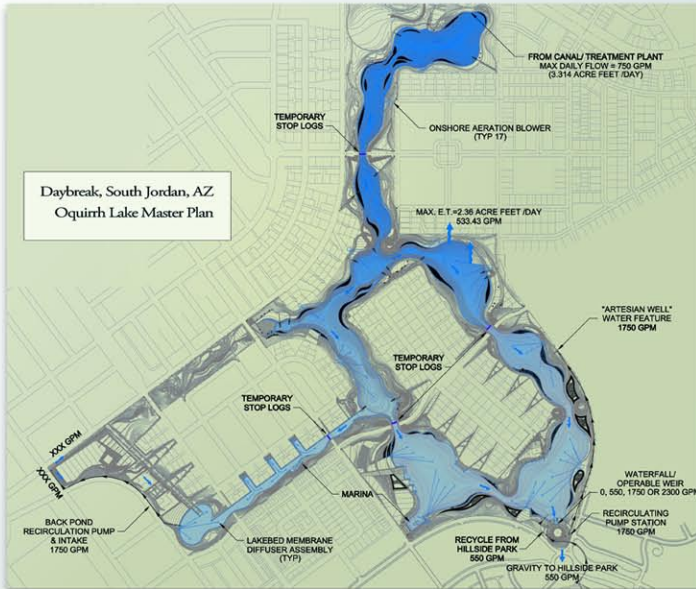 FROM CANAL/ TREATMENT PLANT
MAX DAILY FLOW = 750 GPM
(3.314 ACRE FEET /DAY)
TEMPORARY
STOP LOGS
ONSHORE AERATION BLOWER
(TYP 17)
Daybreak, South Jordan, AZ
Oquirrh Lake Master Plan
MAX. E.T.=2.36 ACRE FEET /DAY
533.43 GPM
"ARTESIAN WELL"
WATER FEATURE
1750 GPM
TEMPORARY
STOP LOGS
TEMPORARY
STOP LOGS
XXX GPM
XXX GPM
MARINA
WATERFALL/
OPERABLE WEIR
0, 550, 1750 OR 2300 GPM
BACK POND
RECIRCULATION PUMP
& INTAKE
1750 GPM
LAKEBED MEMBRANE
DIFFUSER ASSEMBLY
(TYP)
RECYCLE FROM
HILLSIDE PARK
550 GPM
RECIRCULATING
PUMP STATION
1750 GPM
GRAVITY TO HILLSIDE PARK
550 GPM